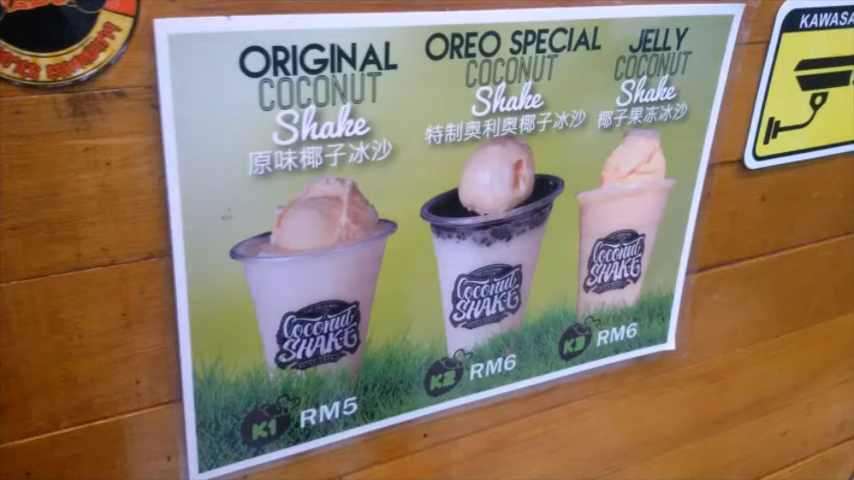 ORIGINAL
COCONUT
Shake
原味椰子冰沙
OREO SPECIAL
COCONUT
Shake
特制奥利奥椰子冰沙
JELLY
COCONUT
Shake
椰子果冻冰沙
Coconut
SHAKE
Coconut
SHAKE
Coconut
SHAKE
K1 RM5
K2 RM6
K3 RM6
KAWASA